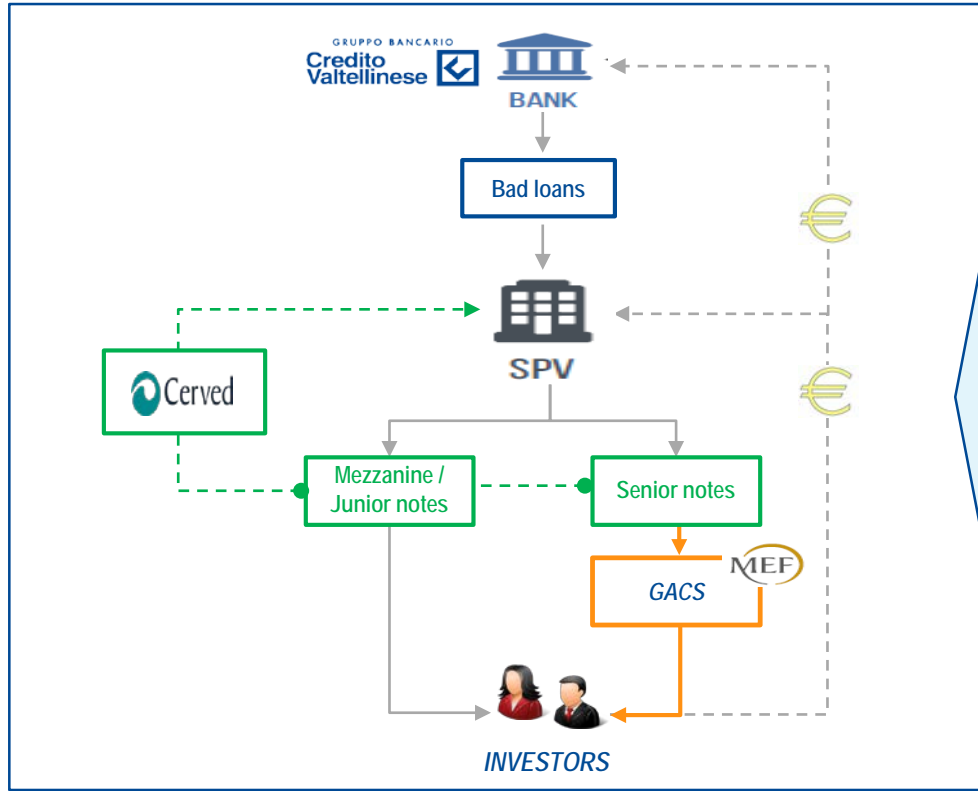 GRUPPO BANCARIO
Credito
Valtellinese
BANK
Bad loans
€
SPV
Cerved
€
Mezzanine /
Junior notes
Senior notes
MEF
GACS
INVESTORS